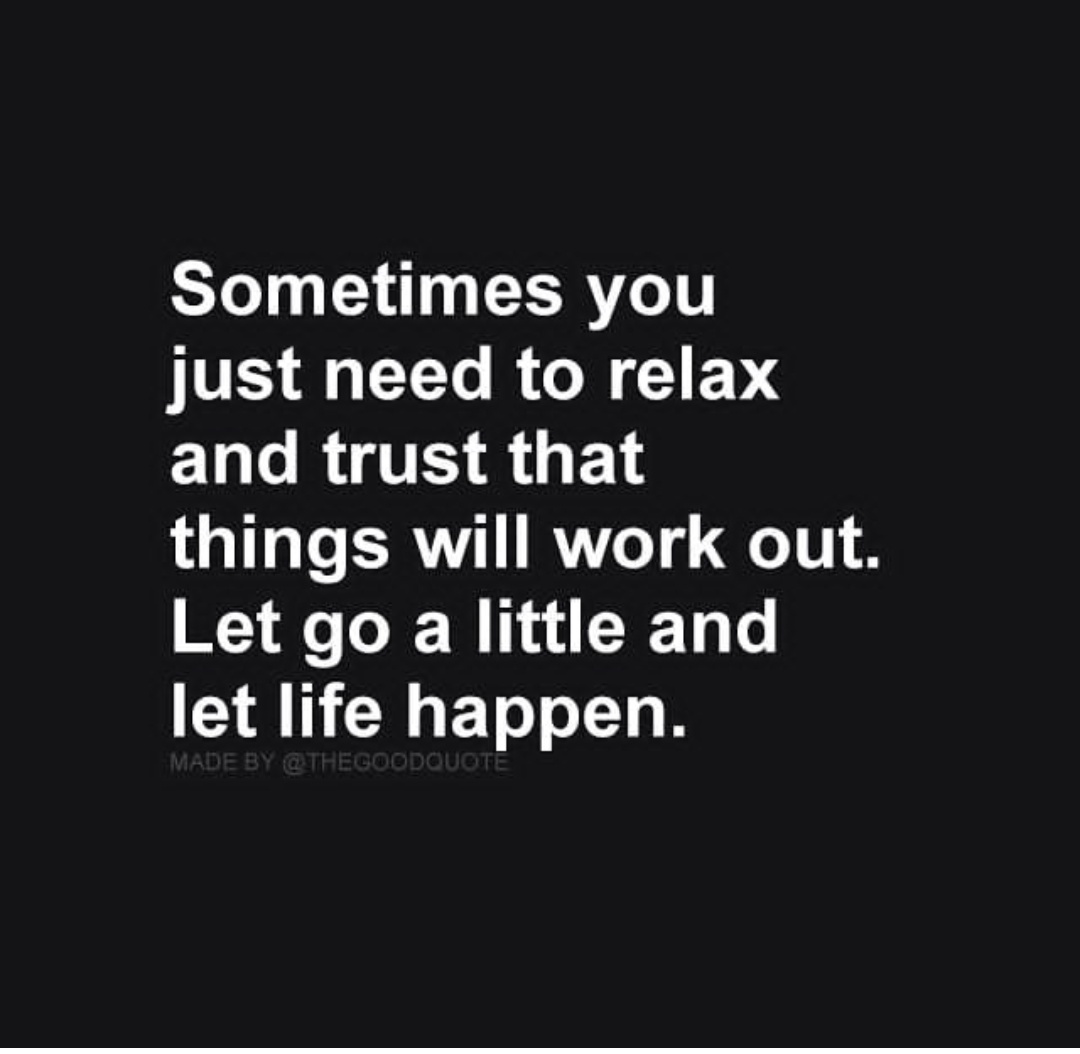 Sometimes you
just need to relax
and trust that
things will work out.
Let go a little and
let life happen.
MADE BY @THEGOODQUOTE